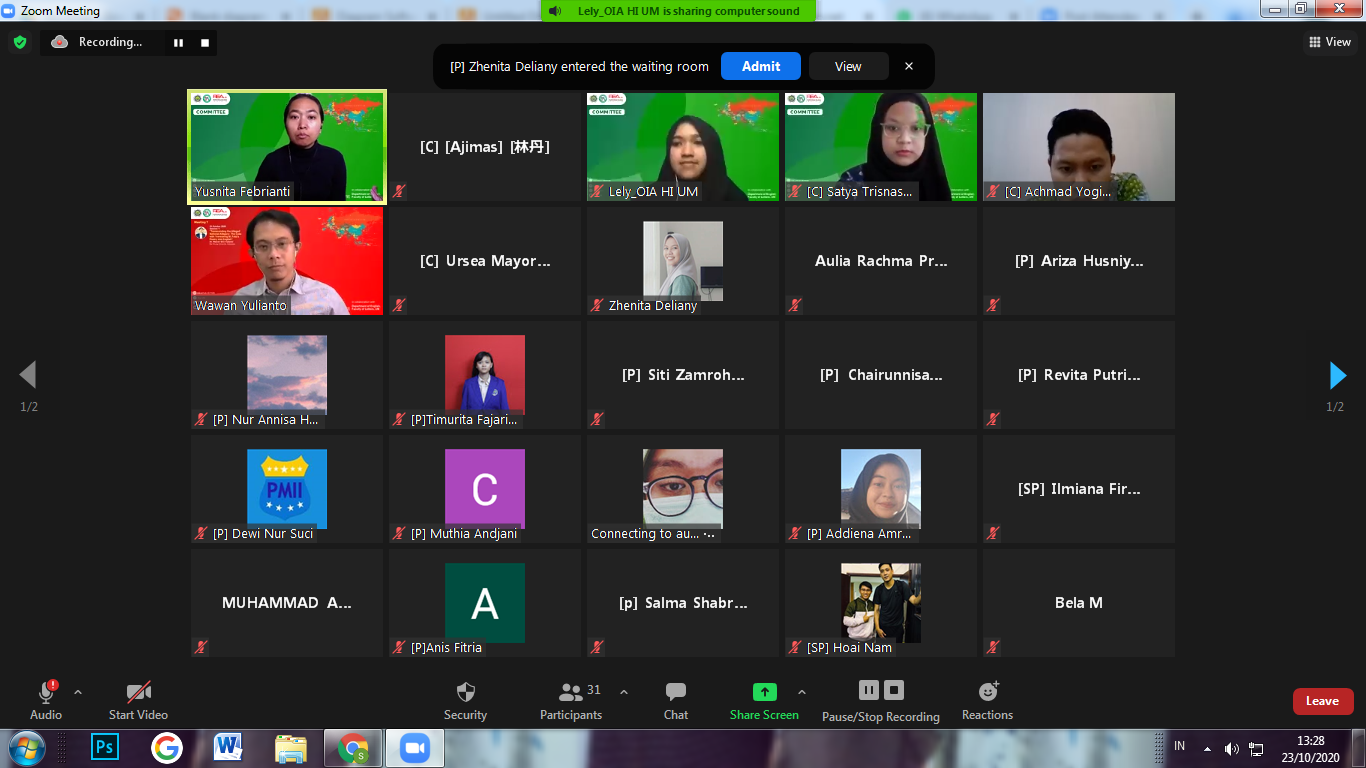 Zoom Meeting
Lely_OIA HI UM is sharing computer sound
Recording...
View
[P] Zhenita Deliany entered the waiting room
Admit
View
COMMITTEE
Yusnita Febrianti
[C] [Ajimas] [林丹]
COMMITTEE
Lely_OIA HI UM
COMMITTEE
[C] Satya Trisnas...
[C] Achmad Yogi...
Wawan Yulianto
[C] Ursea Mayor...
Zhenita Deliany
Aulia Rachma Pr...
[P] Ariza Husniy...
[P] Nur Annisa H...
[P]Timurita Fajari...
[P] Siti Zamroh...
[P] Chairunnisa...
[P] Revita Putri...
PMII
[P] Dewi Nur Suci
C
[P] Muthia Andjani
Connecting to au...
[P] Addiena Amr...
[SP] Ilmiana Fir...
MUHAMMAD A...
A
[P]Anis Fitria
[p] Salma Shabr...
[SP] Hoai Nam
Bela M
1/2
1/2
Audio
Start Video
Security
Participants
31
Chat
Share Screen
Pause/Stop Recording
Reactions
Leave
Ps
G
W
S
IN
13:28
23/10/2020